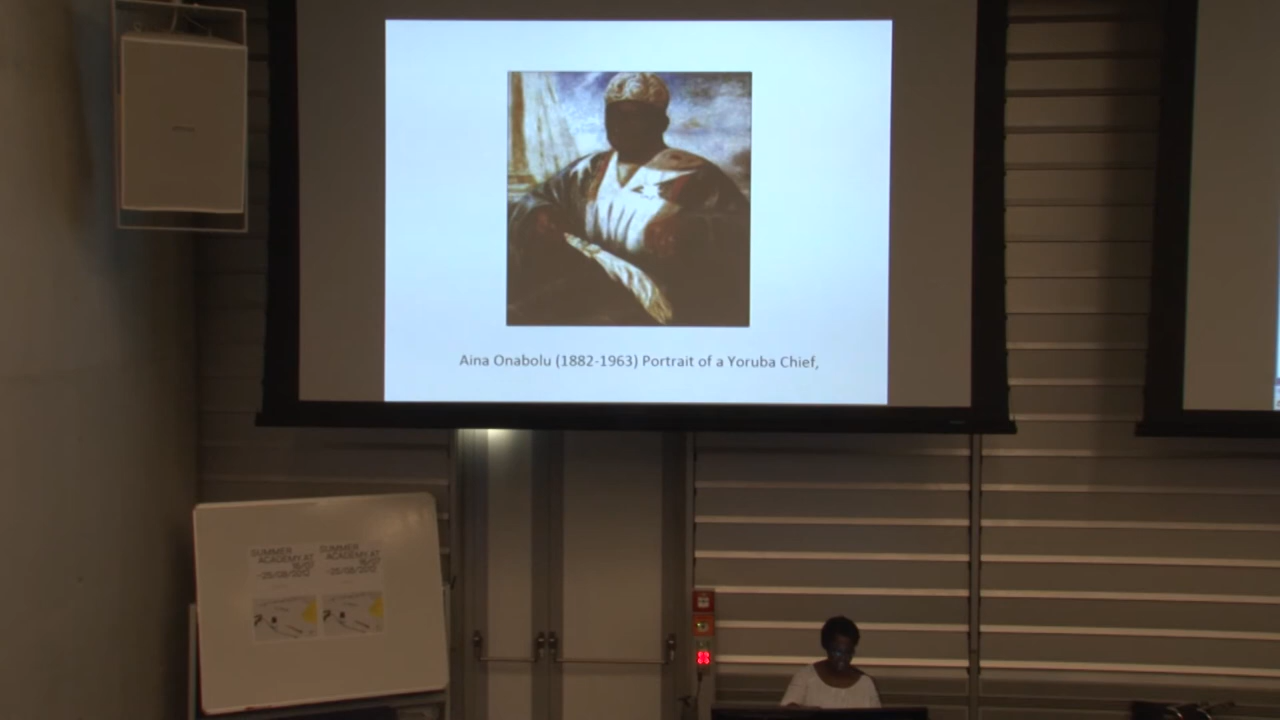 Aina Onabolu (1882-1963) Portrait of a Yoruba Chief,
SUMMER
ACADEMY AT
SUMMER
ACADEMY AT